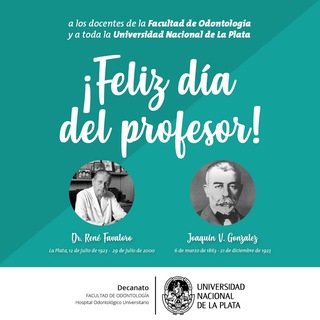 a los docentes de la Facultad de Odontología
y a toda la Universidad Nacional de La Plata
¡Feliz día
del profesor!
Dr. René Favaloro
La Plata, 12 de julio de 1923 - 29 de julio de 2000
Joaquín V. Gonzalez
6 de marzo de 1863 - 21 de diciembre de 1923
Decanato
FACULTAD DE ODONTOLOGÍA
Hospital Odontológico Universitario
UNIVERSIDAD
NACIONAL
DE LA PLATA